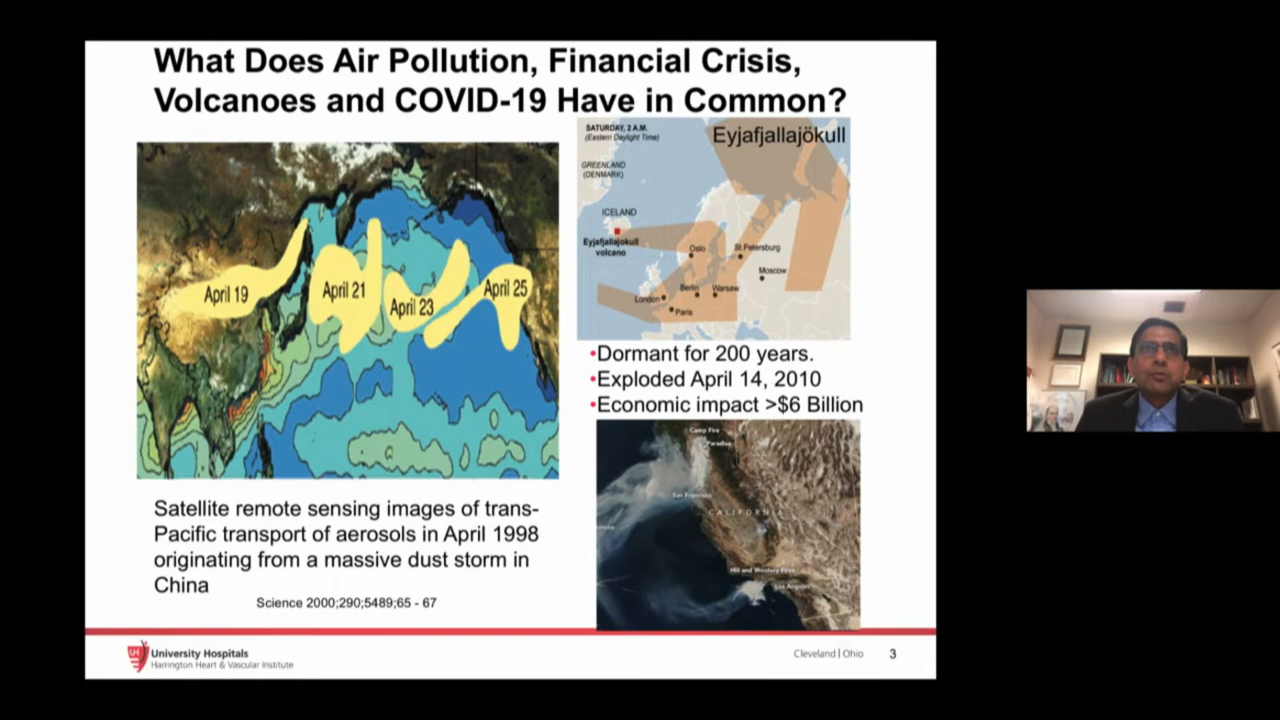 What Does Air Pollution, Financial Crisis,
Volcanoes and COVID-19 Have in Common?
April 19
April 21
April 23
April 25
SATURDAY, 2 A.M.
(Eastern Daylight Time)
Eyjafjallajökull
GREENLAND
(DENMARK)
ICELAND
Eyjafjallajokull
volcano
Oslo
St Petersburg
Moscow
London
Berlin
Warsaw
Paris
•Dormant for 200 years.
•Exploded April 14, 2010
•Economic impact >$6 Billion
Camp Fire
Paradise
San Francisco
CALIFORNIA
Hill and Woolsey Fires
Los Angeles
Satellite remote sensing images of trans-
Pacific transport of aerosols in April 1998
originating from a massive dust storm in
China
Science 2000;290;5489;65 - 67
UH
University Hospitals
Harrington Heart & Vascular Institute
Cleveland | Ohio
3